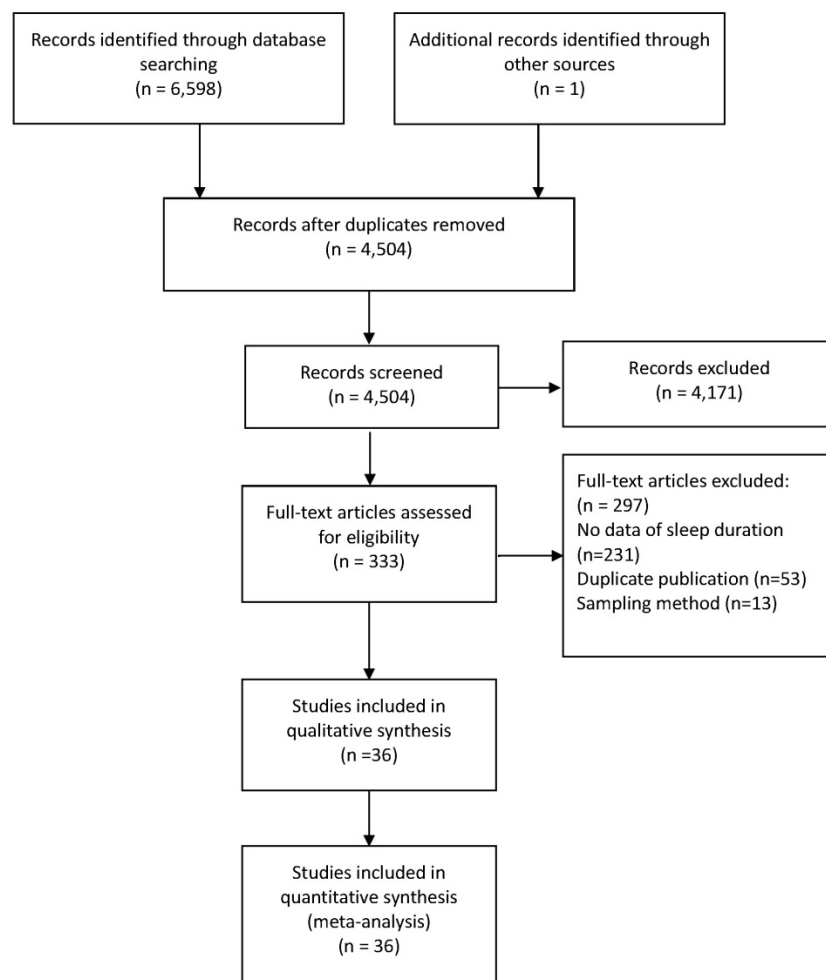 Records identified through database
searching
(n = 6,598)
Additional records identified through
other sources
(n = 1)
Records after duplicates removed
(n = 4,504)
Records screened
(n = 4,504)
Records excluded
(n = 4,171)
Full-text articles assessed
for eligibility
(n = 333)
Full-text articles excluded:
(n = 297)
No data of sleep duration
(n=231)
Duplicate publication (n=53)
Sampling method (n=13)
Studies included in
qualitative synthesis
(n =36)
Studies included in
quantitative synthesis
(meta-analysis)
(n = 36)